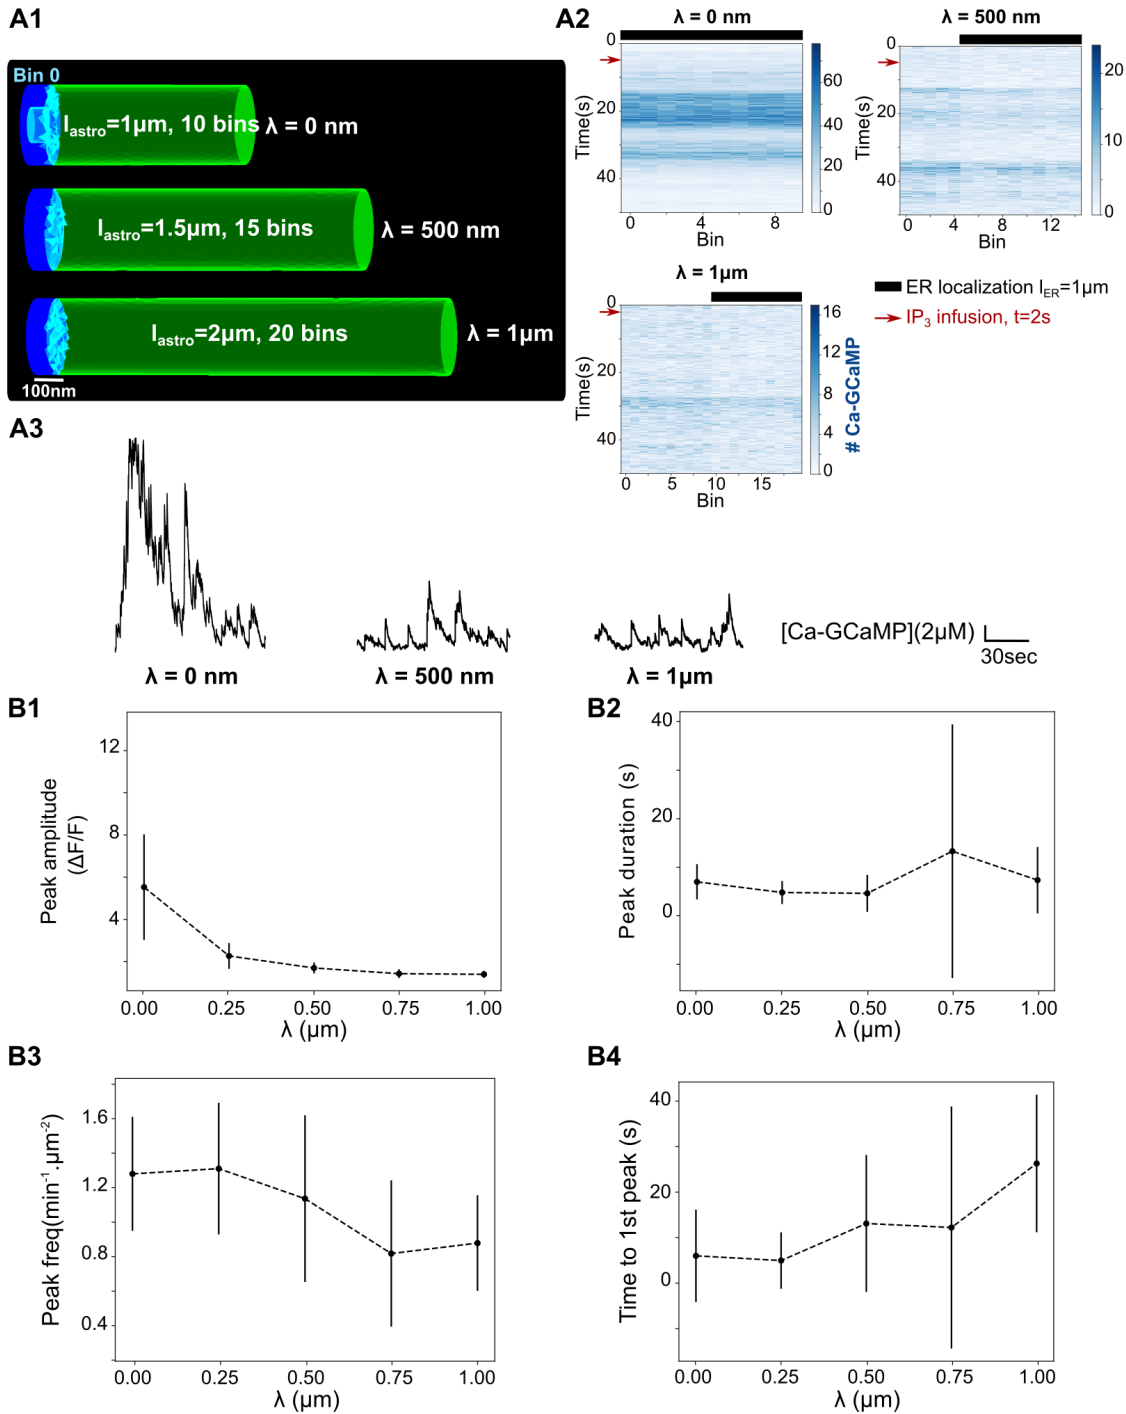 A1
Bin 0
lastro=1µm, 10 bins
λ = 0 nm
lastro=1.5µm, 15 bins
λ = 500 nm
lastro=2µm, 20 bins
λ = 1µm
100nm
A2
λ = 0 nm
0
20
40
Time(s)
0
4
8
Bin
60
40
20
0
λ = 500 nm
0
20
40
Time(s)
0
4
8
12
Bin
20
10
0
λ = 1µm
0
20
40
Time(s)
0
5
10
15
Bin
16
12
8
4
0
# Ca-GCaMP
ER localization lER=1µm
IP3 infusion, t=2s
A3
λ = 0 nm
λ = 500 nm
λ = 1µm
[Ca-GCaMP](2µM)
30sec
B1
Peak amplitude
(ΔF/F)
12
8
4
0.00
0.25
0.50
0.75
1.00
λ (µm)
B2
Peak duration (s)
40
20
0
0.00
0.25
0.50
0.75
1.00
λ (µm)
B3
Peak freq(min-1.µm-2)
1.6
1.2
0.8
0.4
0.00
0.25
0.50
0.75
1.00
λ (µm)
B4
Time to 1st peak (s)
40
20
0
0.00
0.25
0.50
0.75
1.00
λ (µm)